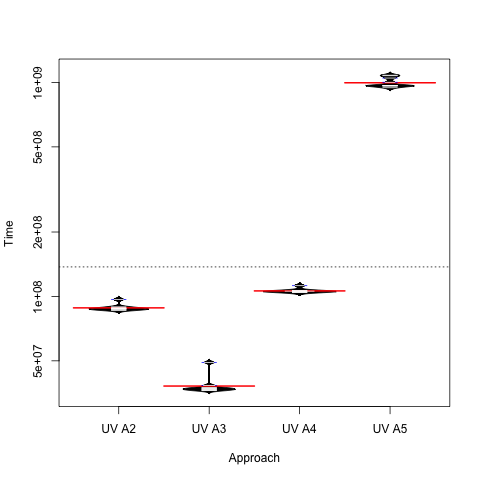 1e+09
5e+08
2e+08
1e+08
5e+07
Time
UV A2 UV A3 UV A4 UV A5
Approach